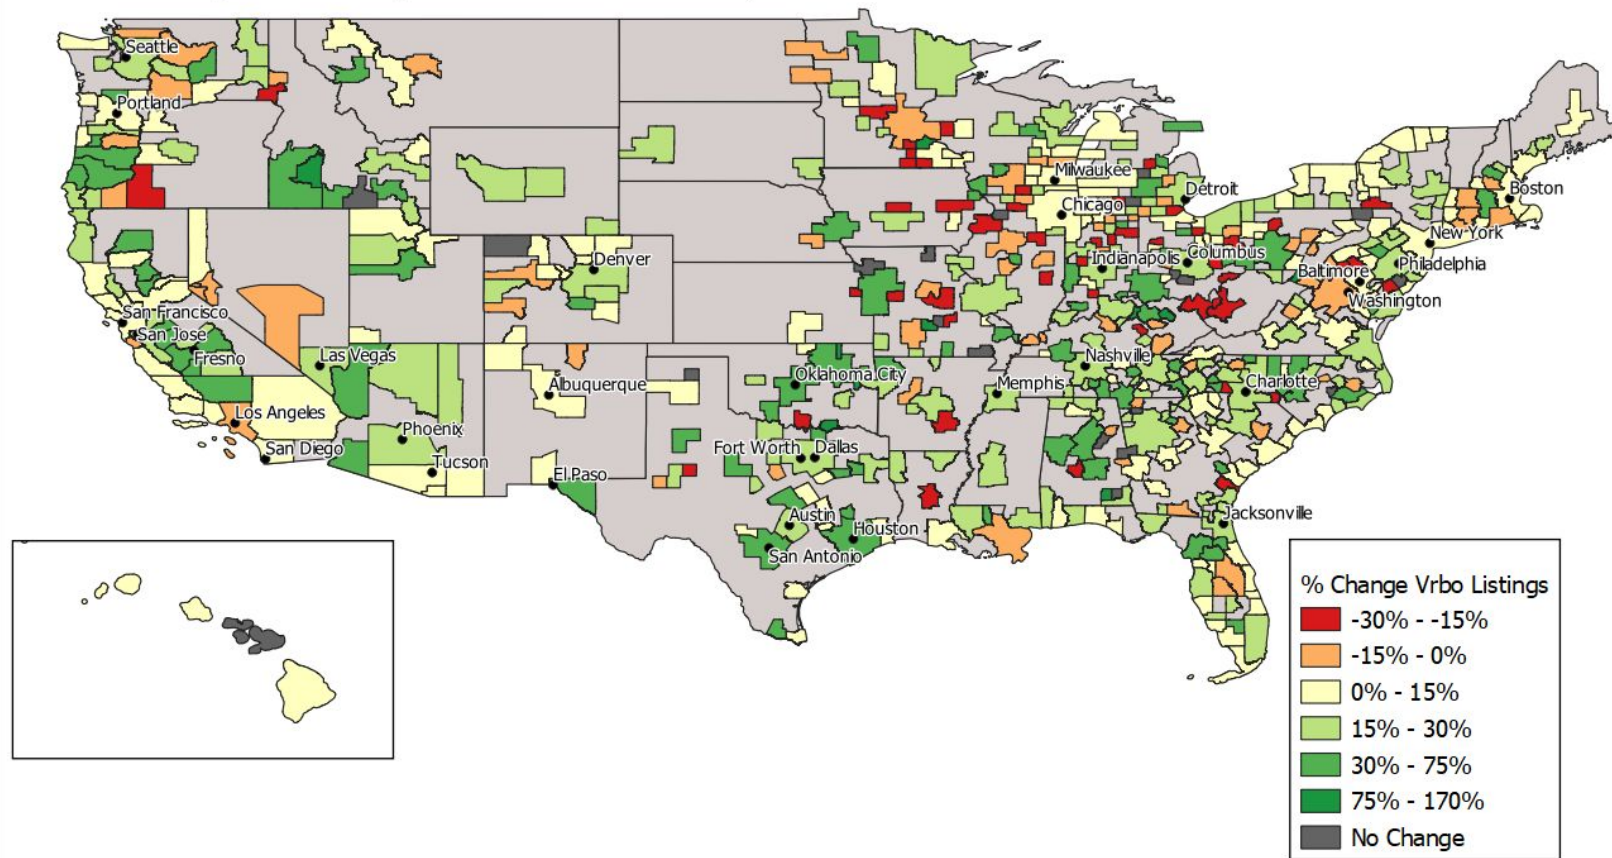 Seattle
Portland
Milwaukee
Detroit
Boston
Chicago
New York
Denver
Indianapolis
Columbus
Philadelphia
Baltimore
Washington
San Francisco
San Jose
Fresno
Las Vegas
Nashville
Albuquerque
Oklahoma City
Memphis
Charlotte
Los Angeles
Phoenix
San Diego
Tucson
Fort Worth
Dallas
El Paso
Austin
Houston
Jacksonville
San Antonio
% Change Vrbo Listings
-30% - -15%
-15% - 0%
0% - 15%
15% - 30%
30% - 75%
75% - 170%
No Change